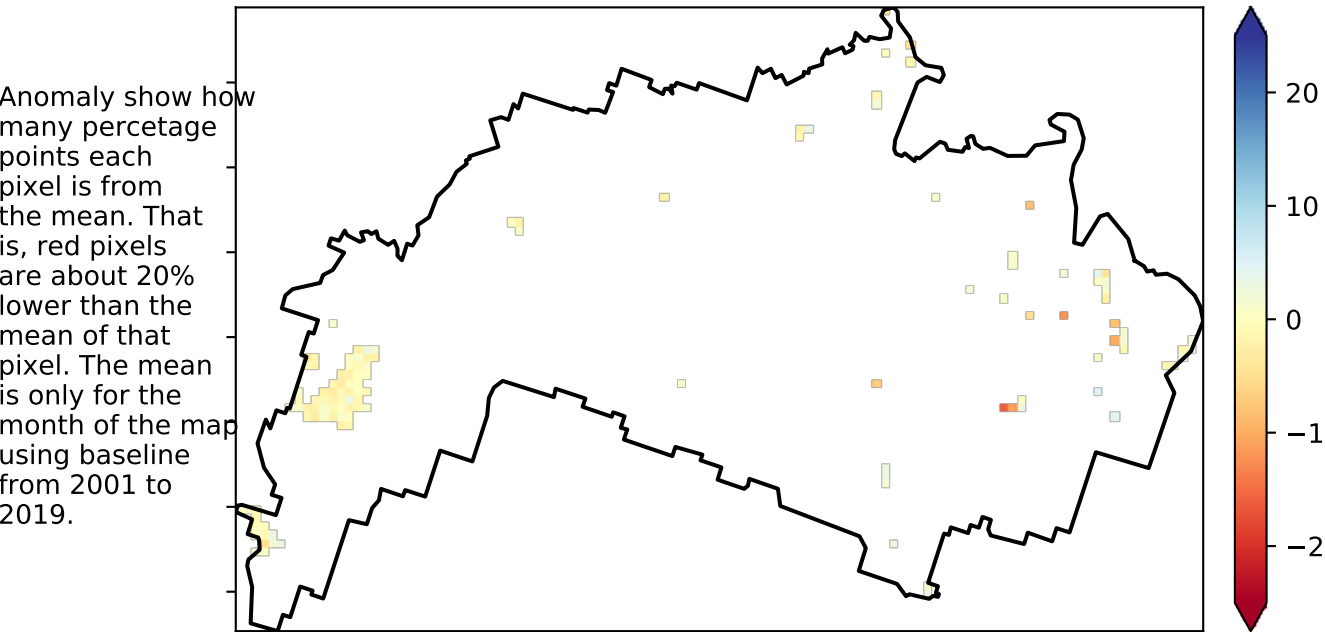 Anomaly show how
many percetage
points each
pixel is from
the mean. That
is, red pixels
are about 20%
lower than the
mean of that
pixel. The mean
is only for the
month of the map
using baseline
from 2001 to
2019.
20
10
0
−1
−2